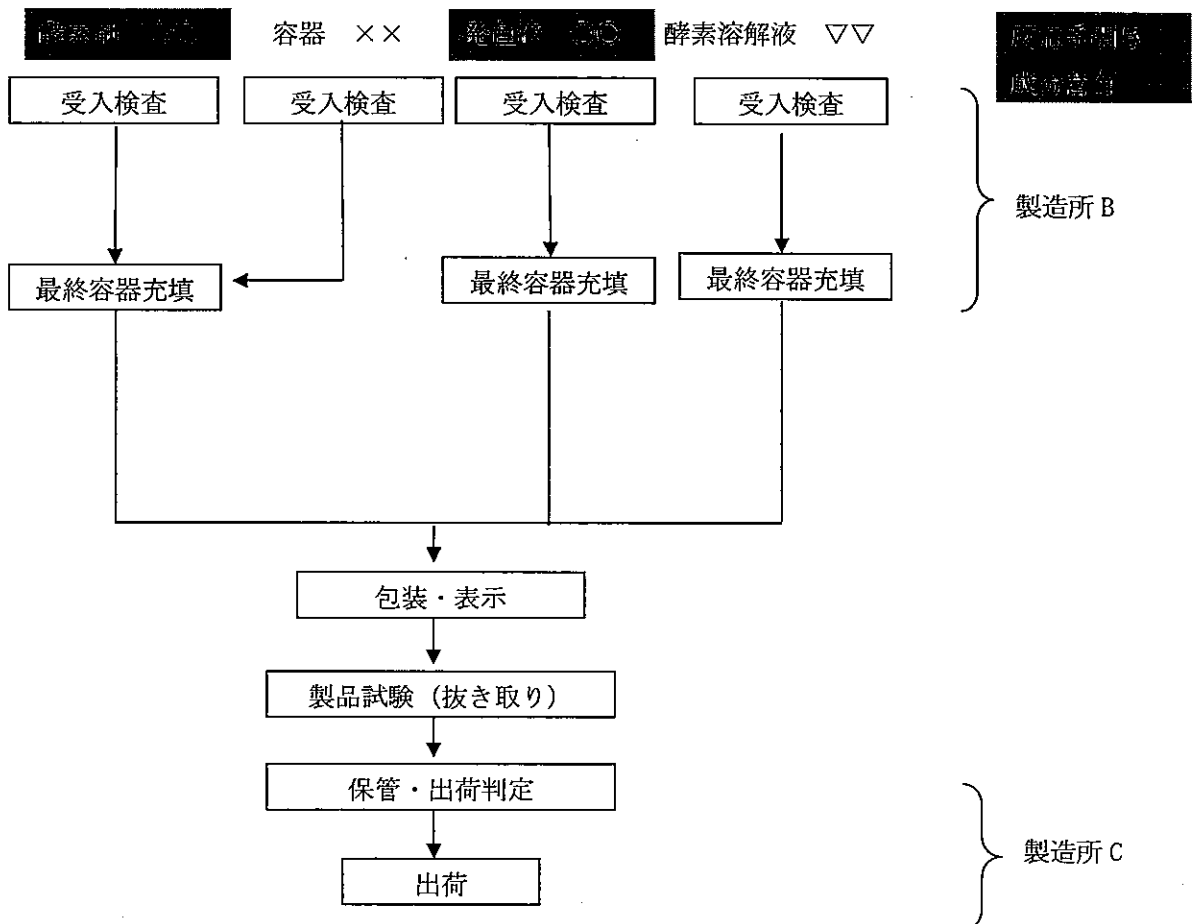 容器 ××
酵素溶解液 ▽▽
受入検査
受入検査
受入検査
受入検査
製造所 B
最終容器充填
最終容器充填
最終容器充填
包装・表示
製品試験（抜き取り）
保管・出荷判定
製造所 C
出荷